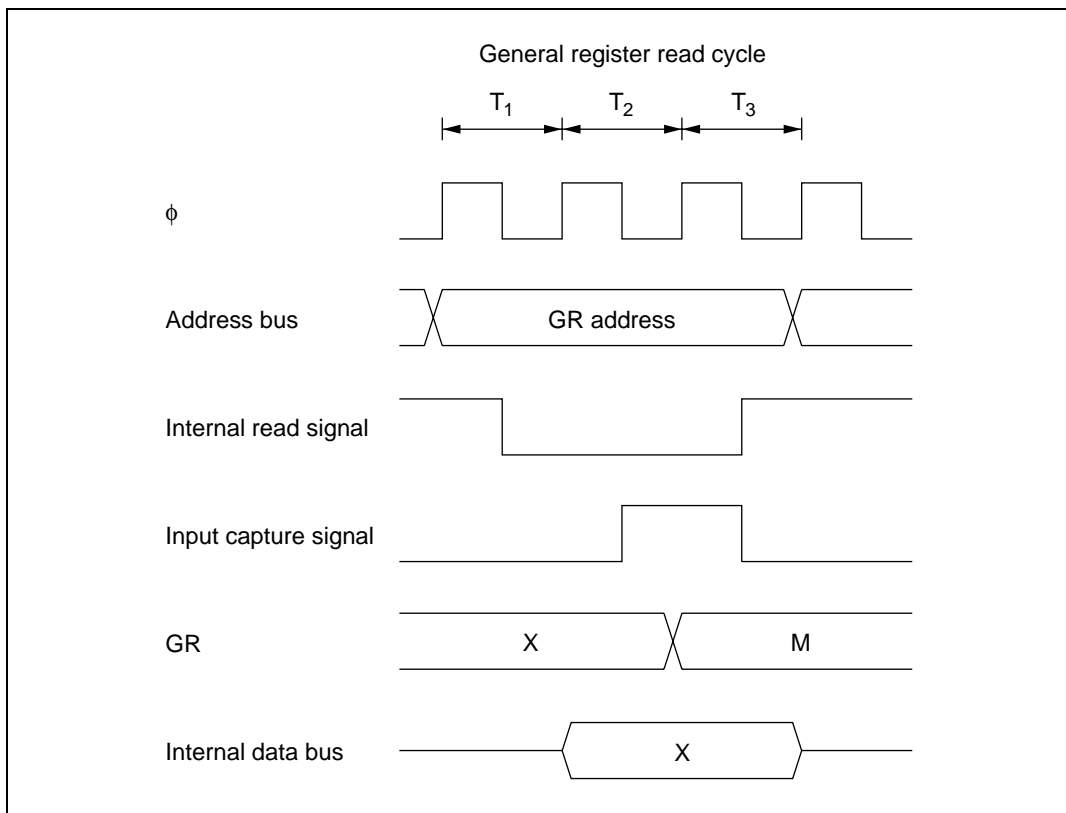 General register read cycle
T1 T2 T3
ϕ
Address bus GR address
Internal read signal
Input capture signal
GR X M
Internal data bus X